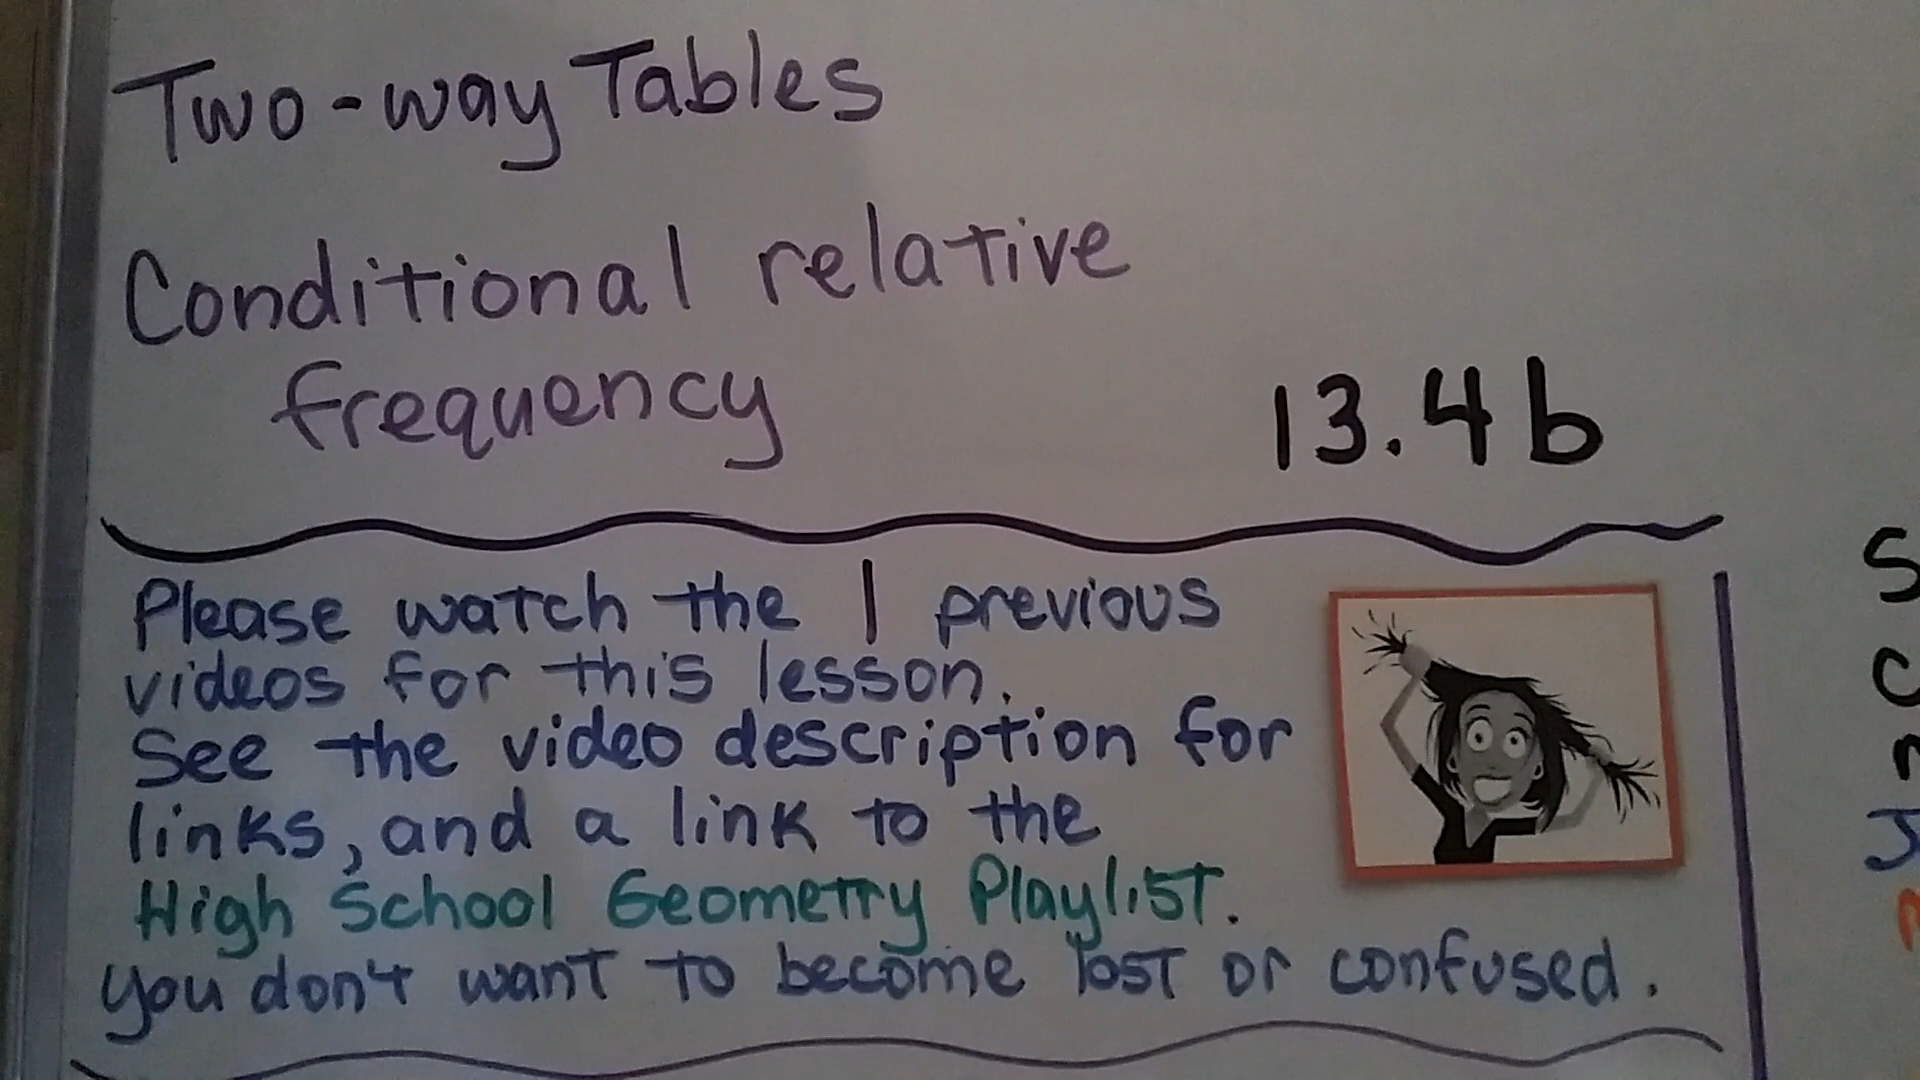 Two-way Tables
Conditional relative
frequency
13.4b
Please watch the 1 previous
videos for this lesson.
See the video description for
links, and a link to the
High School Geometry Playlist.
You don't want to become lost or confused.